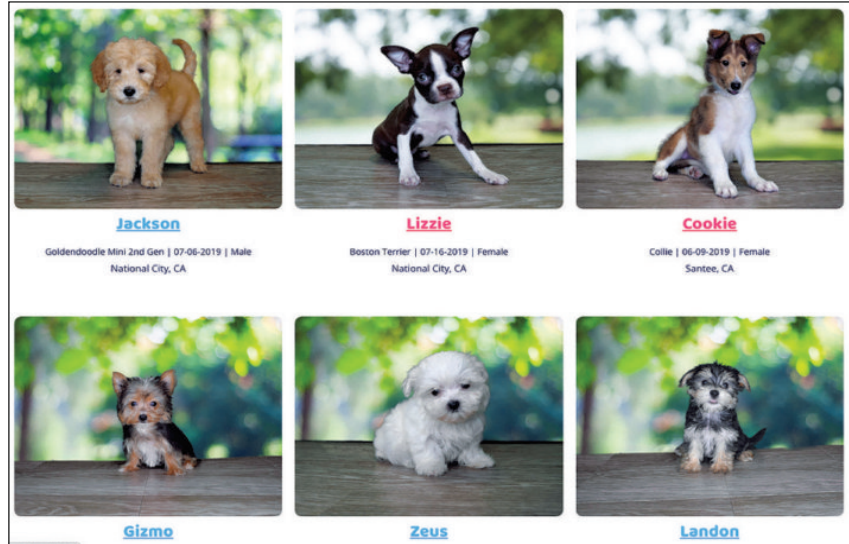 Jackson
Goldendoodle Mini 2nd Gen | 07-06-2019 | Male
National City, CA
Lizzie
Boston Terrier | 07-16-2019 | Female
National City, CA
Cookie
Collie | 06-09-2019 | Female
Santee, CA
Gizmo
Zeus
Landon